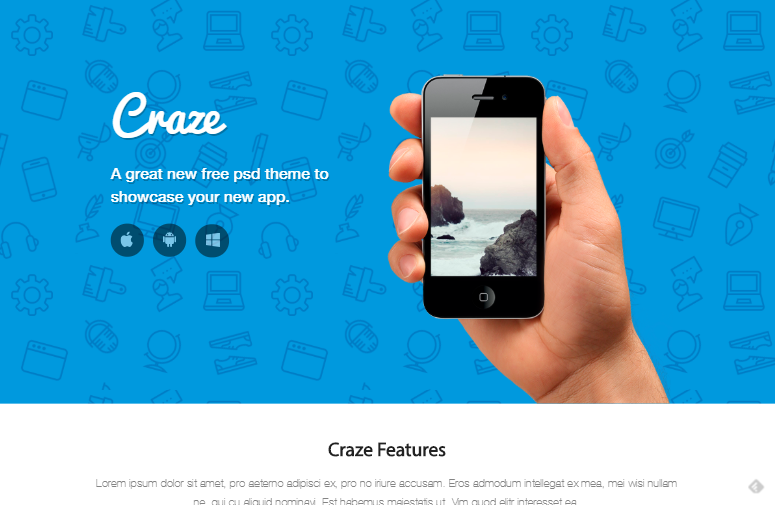 Craze
A great new free psd theme to
showcase your new app.
Craze Features
Lorem ipsum dolor sit amet, pro aeterno adipisci ex, pro no iriure accusam. Eros admodum intellegat ex mea, mei wisi nullam
ne, qui cu aliquid nominavi. Est habemus maiestatis ut. Vim quod elitr interesset ea.